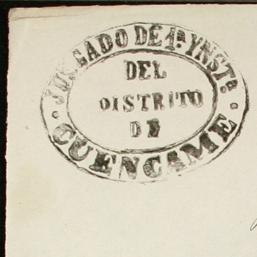 JUZGADO DE 1ª YNSTª
DEL
DISTRITO
DE
CUENCAME